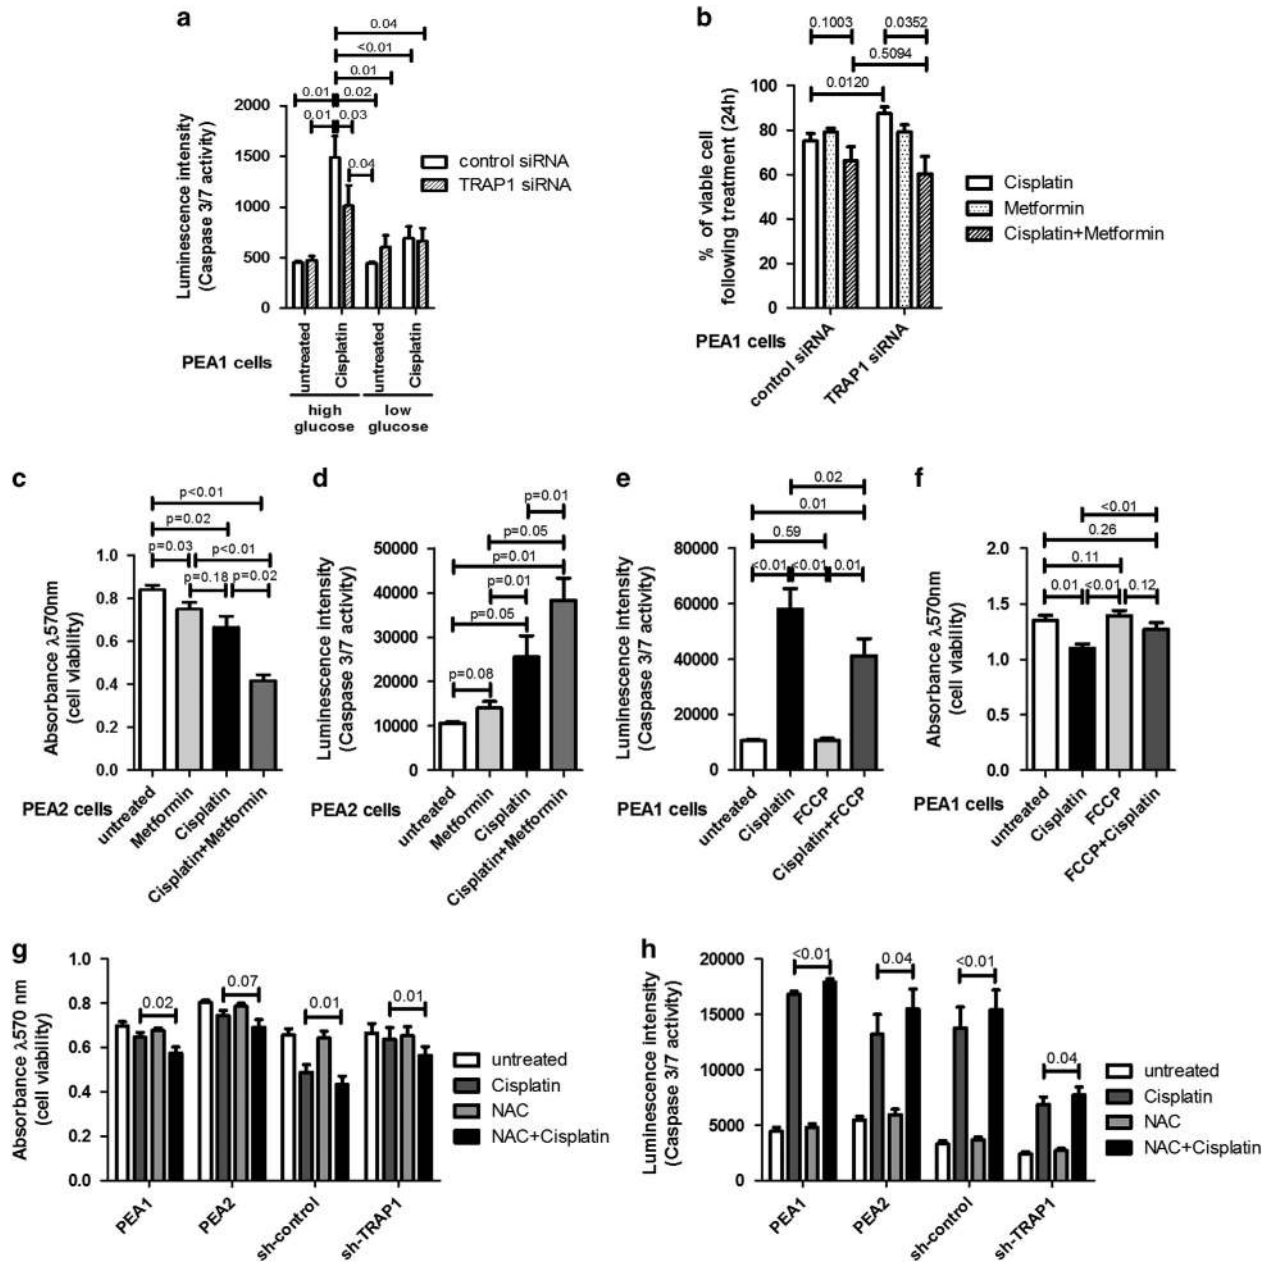 a
0.04
<0.01
0.01
0.01 0.02
0.01 0.03
0.04
2000
1500
1000
500
0
Luminescence intensity
(Caspase 3/7 activity)
control siRNA
TRAP1 siRNA
untreated
Cisplatin
untreated
Cisplatin
PEA1 cells
high
glucose
low
glucose
b
0.1003 0.0352
0.5094
0.0120
100
80
60
40
20
0
% of viable cell
following treatment (24h)
Cisplatin
Metformin
Cisplatin+Metformin
PEA1 cells
control siRNA
TRAP1 siRNA
c
p<0.01
p=0.02
p=0.03 p<0.01
p=0.18 p=0.02
1.0
0.8
0.6
0.4
0.2
0.0
Absorbance λ570nm
(cell viability)
PEA2 cells
untreated
Metformin
Cisplatin
Cisplatin+Metformin
d
p=0.01
p=0.05
p=0.01
p=0.01
p=0.05
p=0.08
50000
40000
30000
20000
10000
0
Luminescence intensity
(Caspase 3/7 activity)
PEA2 cells
untreated
Metformin
Cisplatin
Cisplatin+Metformin
e
0.02
0.01
0.59
<0.01 <0.01 0.01
80000
60000
40000
20000
0
Luminescence intensity
(Caspase 3/7 activity)
PEA1 cells
untreated
Cisplatin
FCCP
Cisplatin+FCCP
f
<0.01
0.26
0.11
0.01 <0.01 0.12
2.0
1.5
1.0
0.5
0.0
Absorbance λ570nm
(cell viability)
PEA1 cells
untreated
Cisplatin
FCCP
FCCP+Cisplatin
g
0.02 0.07 0.01 0.01
1.0
0.8
0.6
0.4
0.2
0.0
Absorbance λ570 nm
(cell viability)
untreated
Cisplatin
NAC
NAC+Cisplatin
PEA1
PEA2
sh-control
sh-TRAP1
h
<0.01 0.04 <0.01
0.04
20000
15000
10000
5000
0
Luminescence intensity
(Caspase 3/7 activity)
untreated
Cisplatin
NAC
NAC+Cisplatin
PEA1
PEA2
sh-control
sh-TRAP1